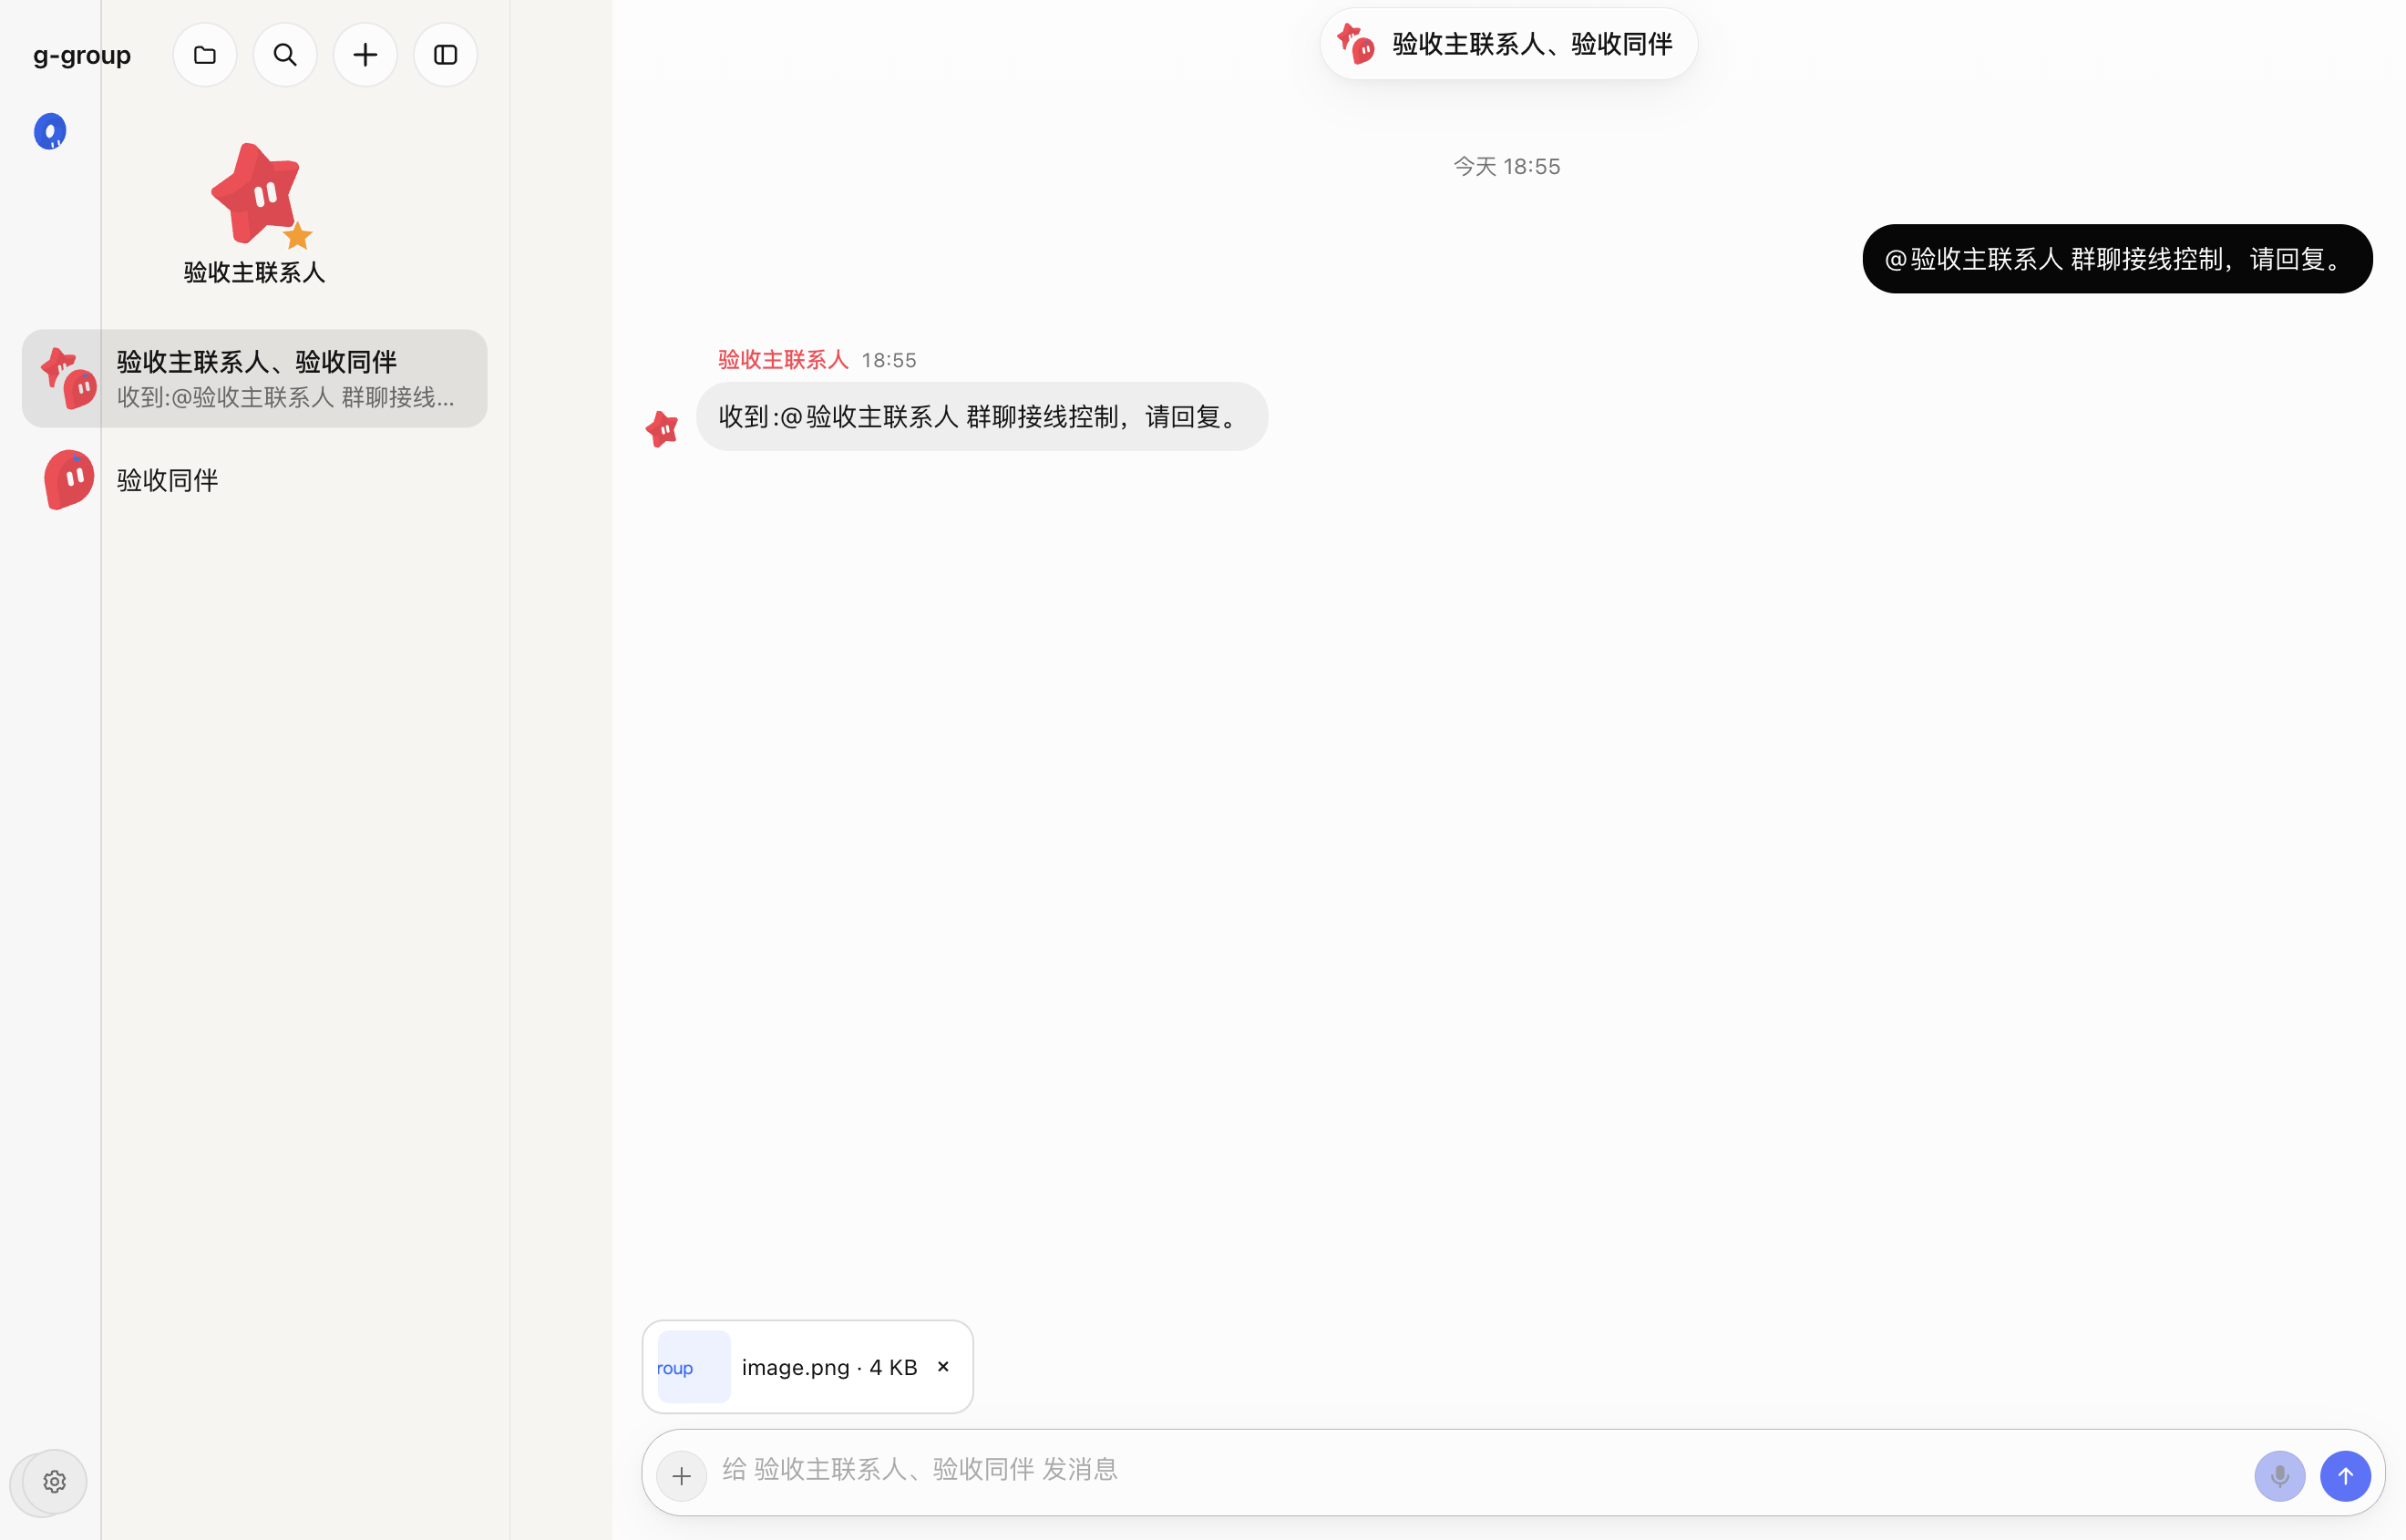 g-group
验收主联系人
验收主联系人、验收同伴
收到:@验收主联系人 群聊接线...
验收同伴
验收主联系人、验收同伴
今天 18:55
@验收主联系人 群聊接线控制，请回复。
验收主联系人 18:55
收到:@验收主联系人 群聊接线控制，请回复。
roup
image.png · 4 KB ×
给 验收主联系人、验收同伴 发消息